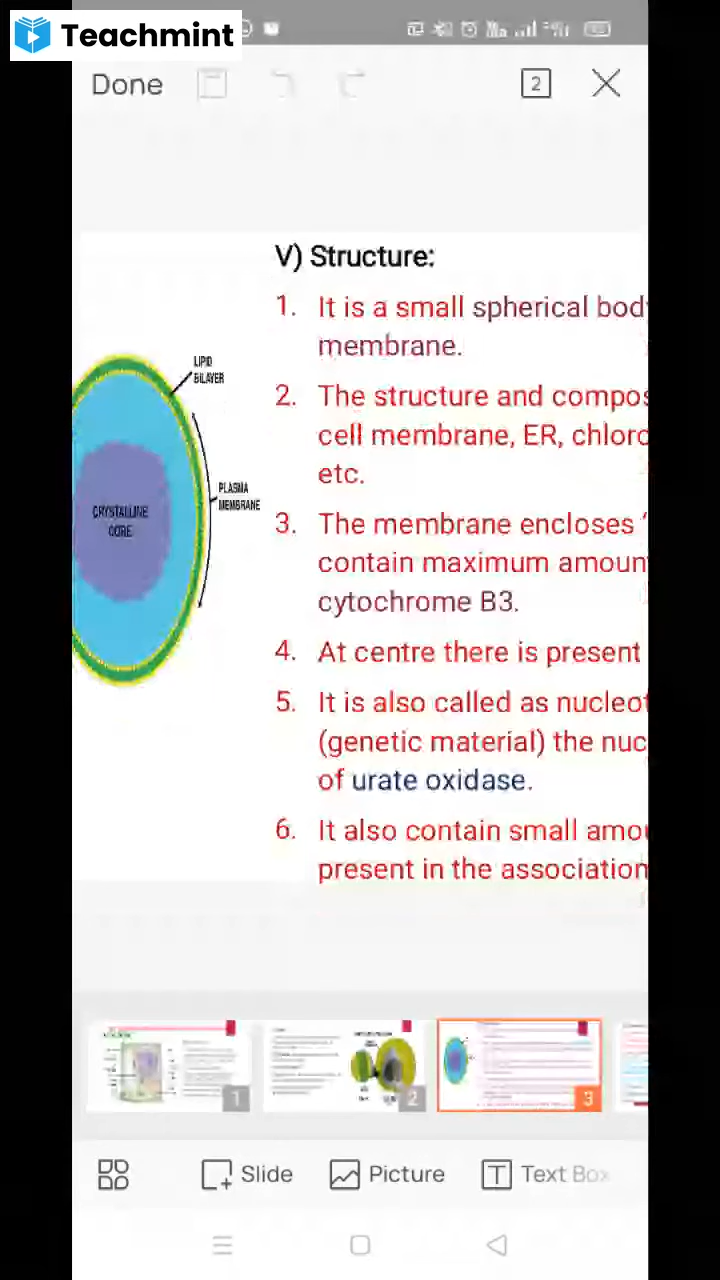 Teachmint
Done
2
V) Structure:
1. It is a small spherical body
membrane.
2. The structure and compos
cell membrane, ER, chloro
etc.
3. The membrane encloses '
contain maximum amoun
cytochrome B3.
4. At centre there is present
5. It is also called as nucleot
(genetic material) the nuc
of urate oxidase.
6. It also contain small amou
present in the association
LIPID
BILAYER
PLASMA
MEMBRANE
CRYSTALLINE
CORE
1
2
3
Slide
Picture
Text Box